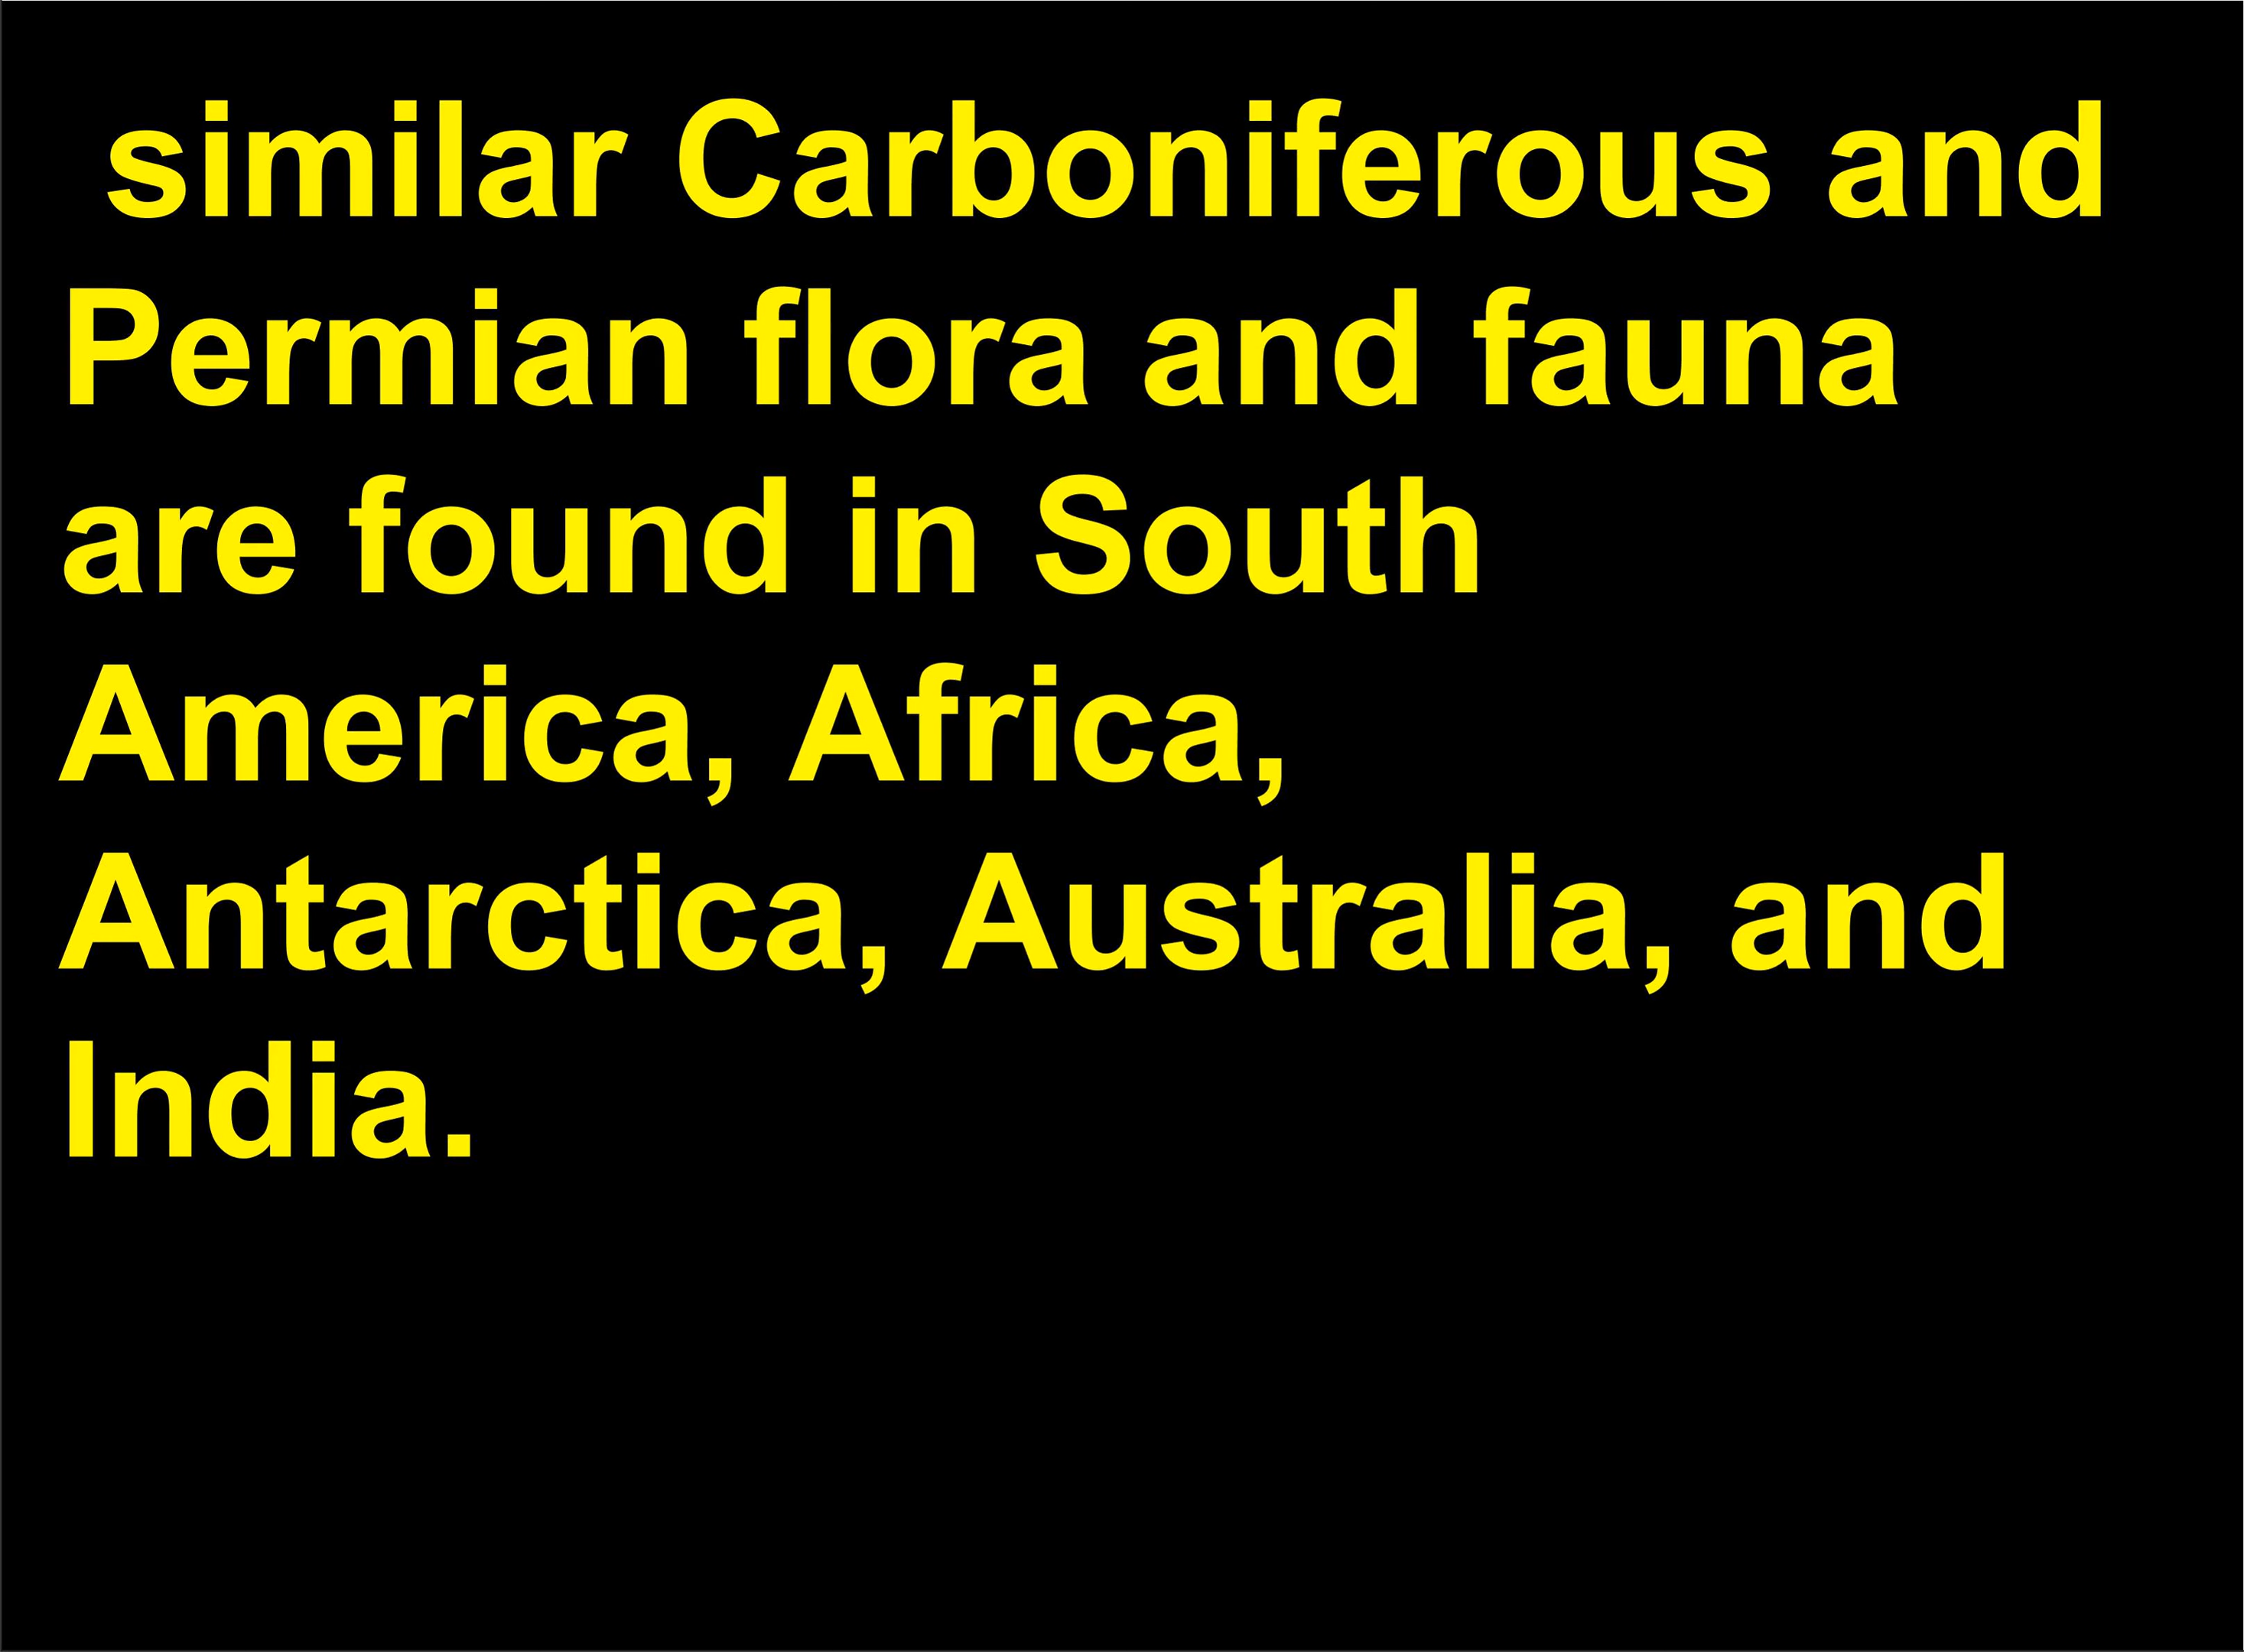 similar Carboniferous and
Permian flora and fauna
are found in South
America, Africa,
Antarctica, Australia, and
India.